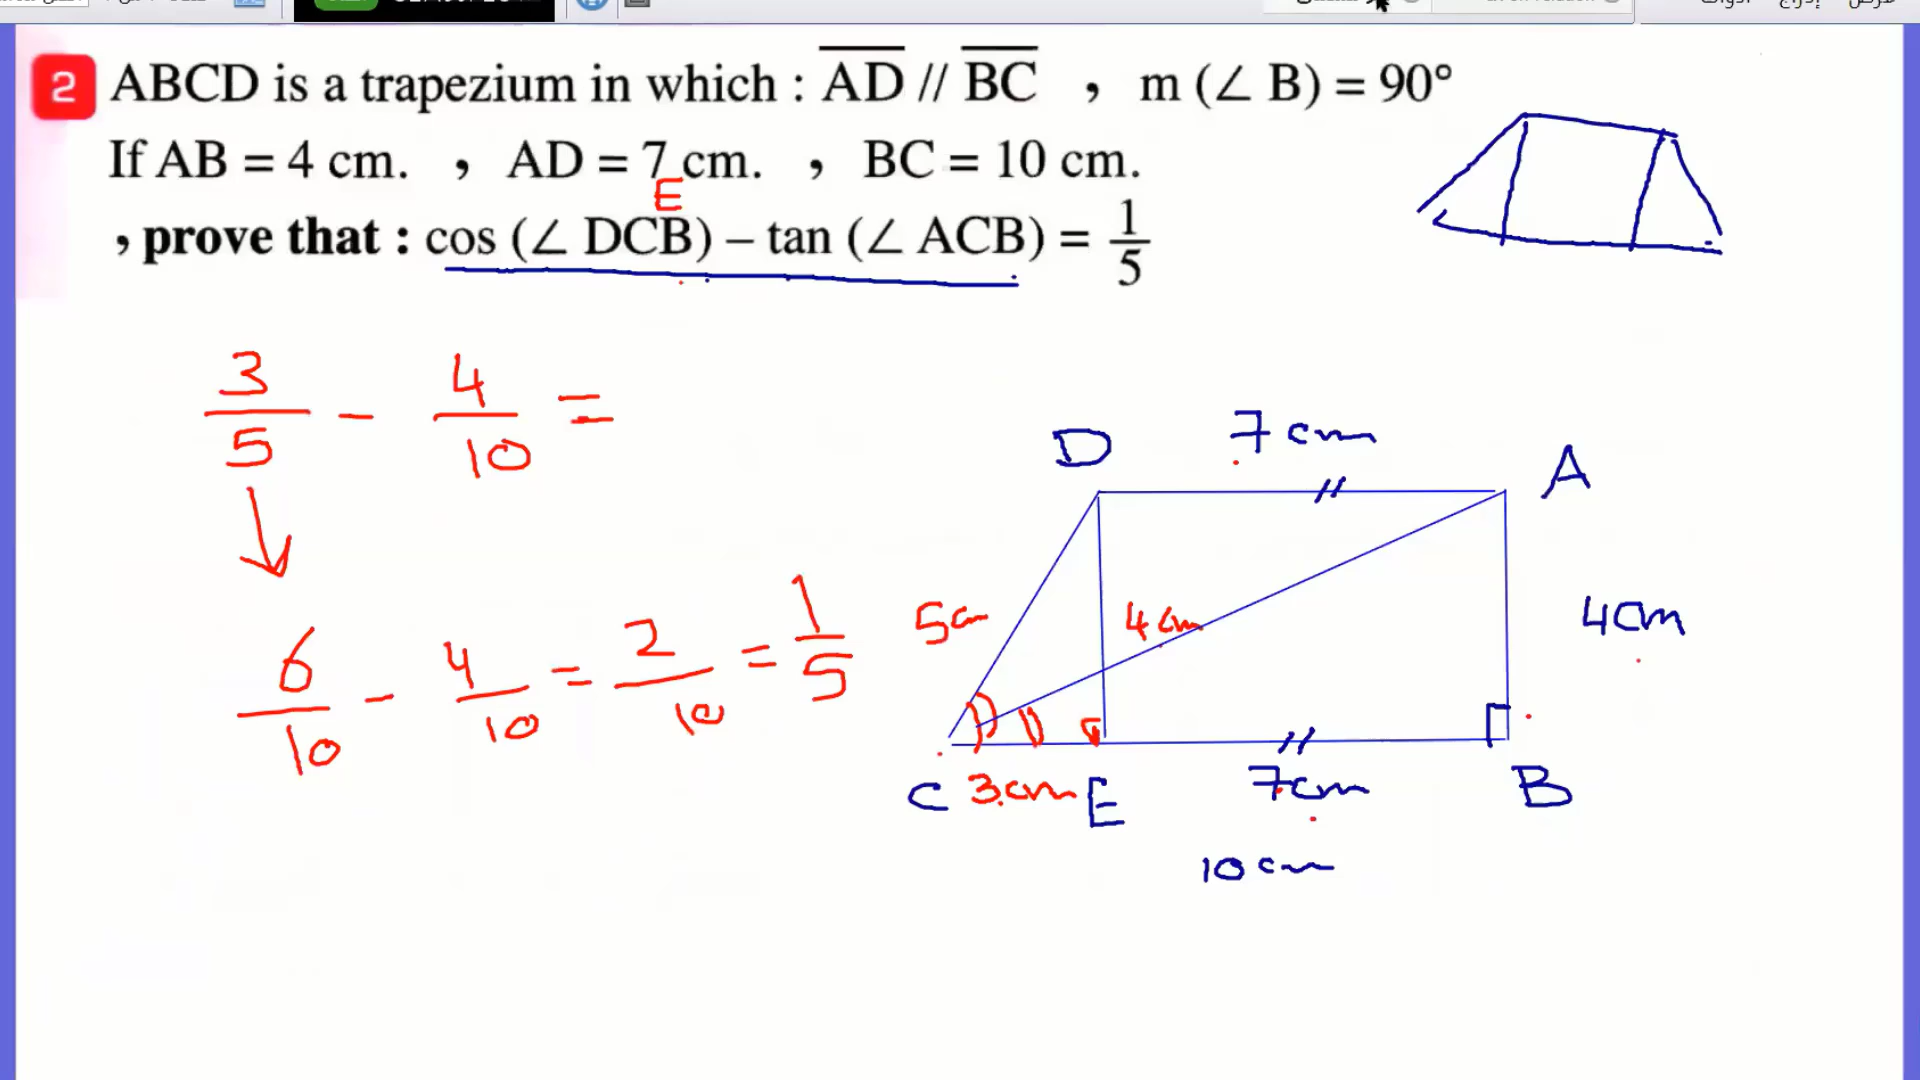 2 ABCD is a trapezium in which : AD // BC , m (∠ B) = 90°
If AB = 4 cm. , AD = 7 cm. , BC = 10 cm.
E
, prove that : cos (∠ DCB) – tan (∠ ACB) = 1/5
3/5 - 4/10 =
D 7 cm A
6/10 - 4/10 = 2/10 = 1/5
5cm 4cm 4cm
C 3cm E 7cm B
10 cm